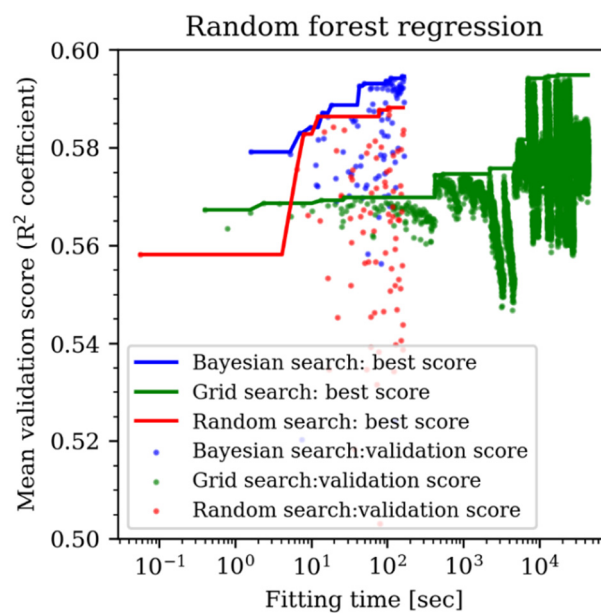 Random forest regression
Mean validation score (R² coefficient)
0.60
0.58
0.56
0.54
0.52
0.50
Bayesian search: best score
Grid search: best score
Random search: best score
Bayesian search:validation score
Grid search:validation score
Random search:validation score
10⁻¹ 10⁰ 10¹ 10² 10³ 10⁴
Fitting time [sec]